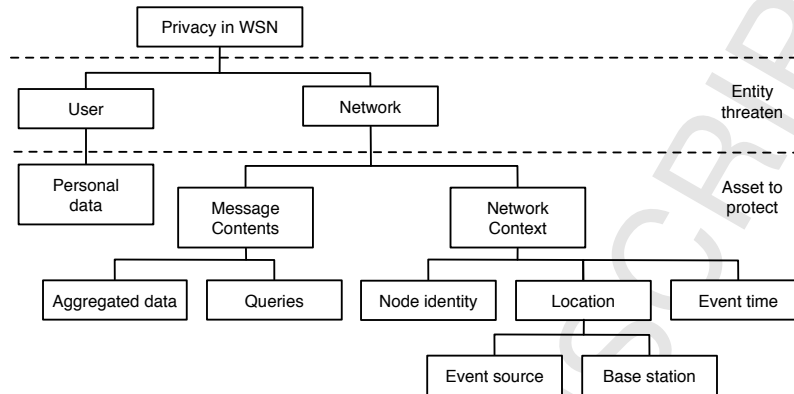 Privacy in WSN
User
Network
Entity
threaten
Personal
data
Message
Contents
Network
Context
Asset to
protect
Aggregated data
Queries
Node identity
Location
Event time
Event source
Base station
SCRIP